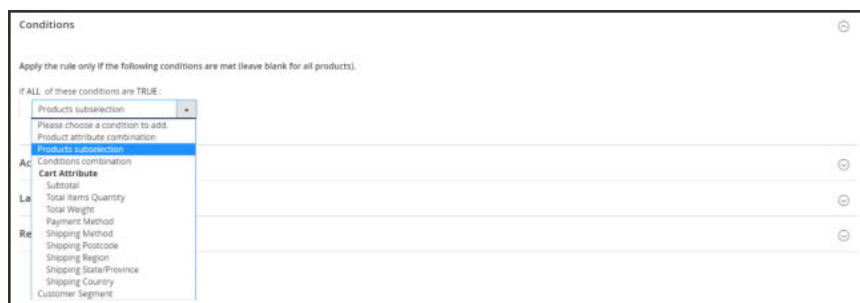 Conditions
Apply the rule only if the following conditions are met (leave blank for all products).
If ALL of these conditions are TRUE :
Products subselection
Please choose a condition to add.
Product attribute combination
Products subselection
Conditions combination
Ac
Cart Attribute
Subtotal
La
Total Items Quantity
Total Weight
Payment Method
Re
Shipping Method
Shipping Postcode
Shipping Region
Shipping State/Province
Shipping Country
Customer Segment